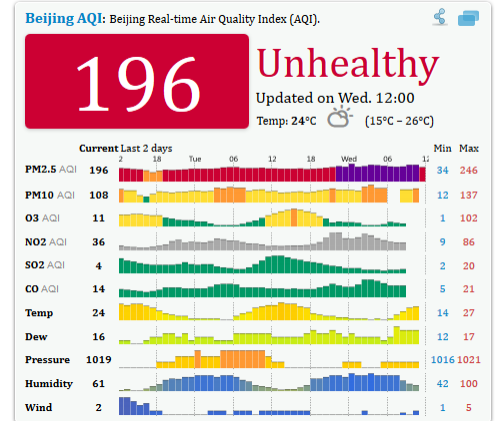 Beijing AQI: Beijing Real-time Air Quality Index (AQI).
196
Unhealthy
Updated on Wed. 12:00
Temp: 24°C (15°C – 26°C)
Current Last 2 days Min Max
2 18 Tue 06 12 18 Wed 06 12
PM2.5 AQI 196 34 246
PM10 AQI 108 12 137
O3 AQI 11 1 102
NO2 AQI 36 9 86
SO2 AQI 4 2 20
CO AQI 14 5 21
Temp 24 14 27
Dew 16 12 17
Pressure 1019 1016 1021
Humidity 61 42 100
Wind 2 1 5